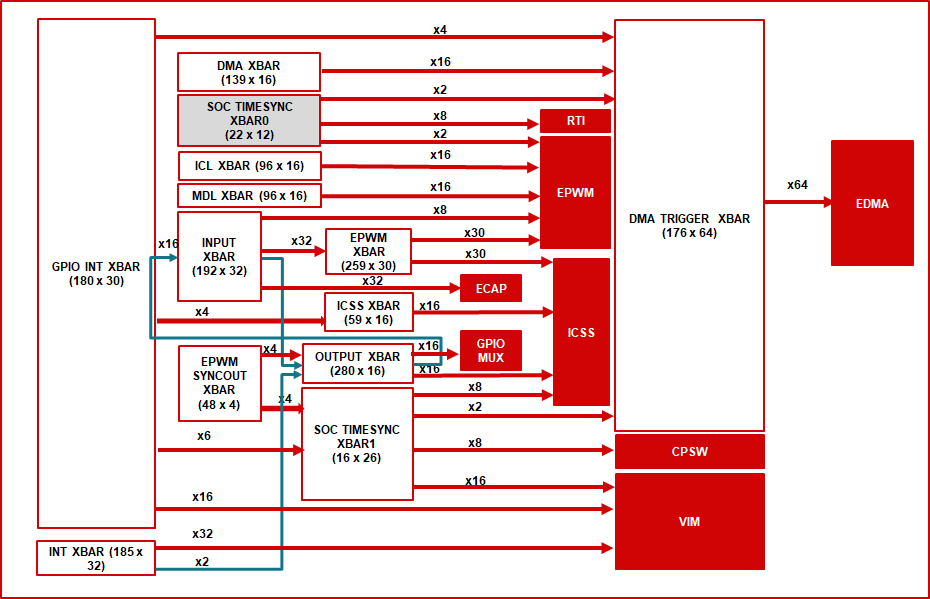 x4
DMA XBAR
(139 x 16)
x16
SOC TIMESYNC
XBAR0
(22 x 12)
x2
x8
x2
RTI
ICL XBAR (96 x 16)
x16
MDL XBAR (96 x 16)
x16
EPWM
x8
GPIO INT XBAR
(180 x 30)
x16
INPUT
XBAR
(192 x 32)
x32
EPWM
XBAR
(259 x 30)
x30
x30
x32
ECAP
x4
ICSS XBAR
(59 x 16)
x16
ICSS
DMA TRIGGER XBAR
(176 x 64)
x64
EDMA
EPWM
SYNCOUT
XBAR
(48 x 4)
x4
OUTPUT XBAR
(280 x 16)
x16
GPIO
MUX
x16
x4
SOC TIMESYNC
XBAR1
(16 x 26)
x8
x2
x6
x8
CPSW
x16
x16
VIM
INT XBAR (185 x
32)
x32
x2